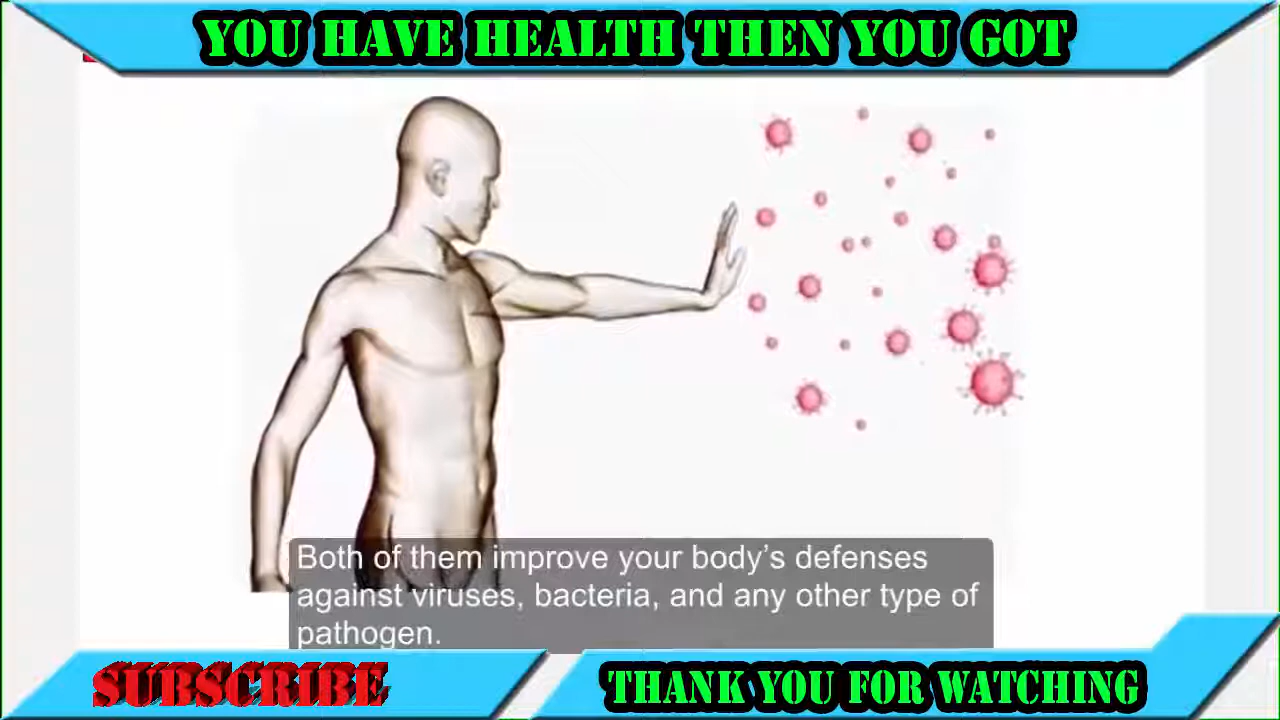 YOU HAVE HEALTH THEN YOU GOT
Both of them improve your body’s defenses
against viruses, bacteria, and any other type of
pathogen.
SUBSCRIBE
THANK YOU FOR WATCHING